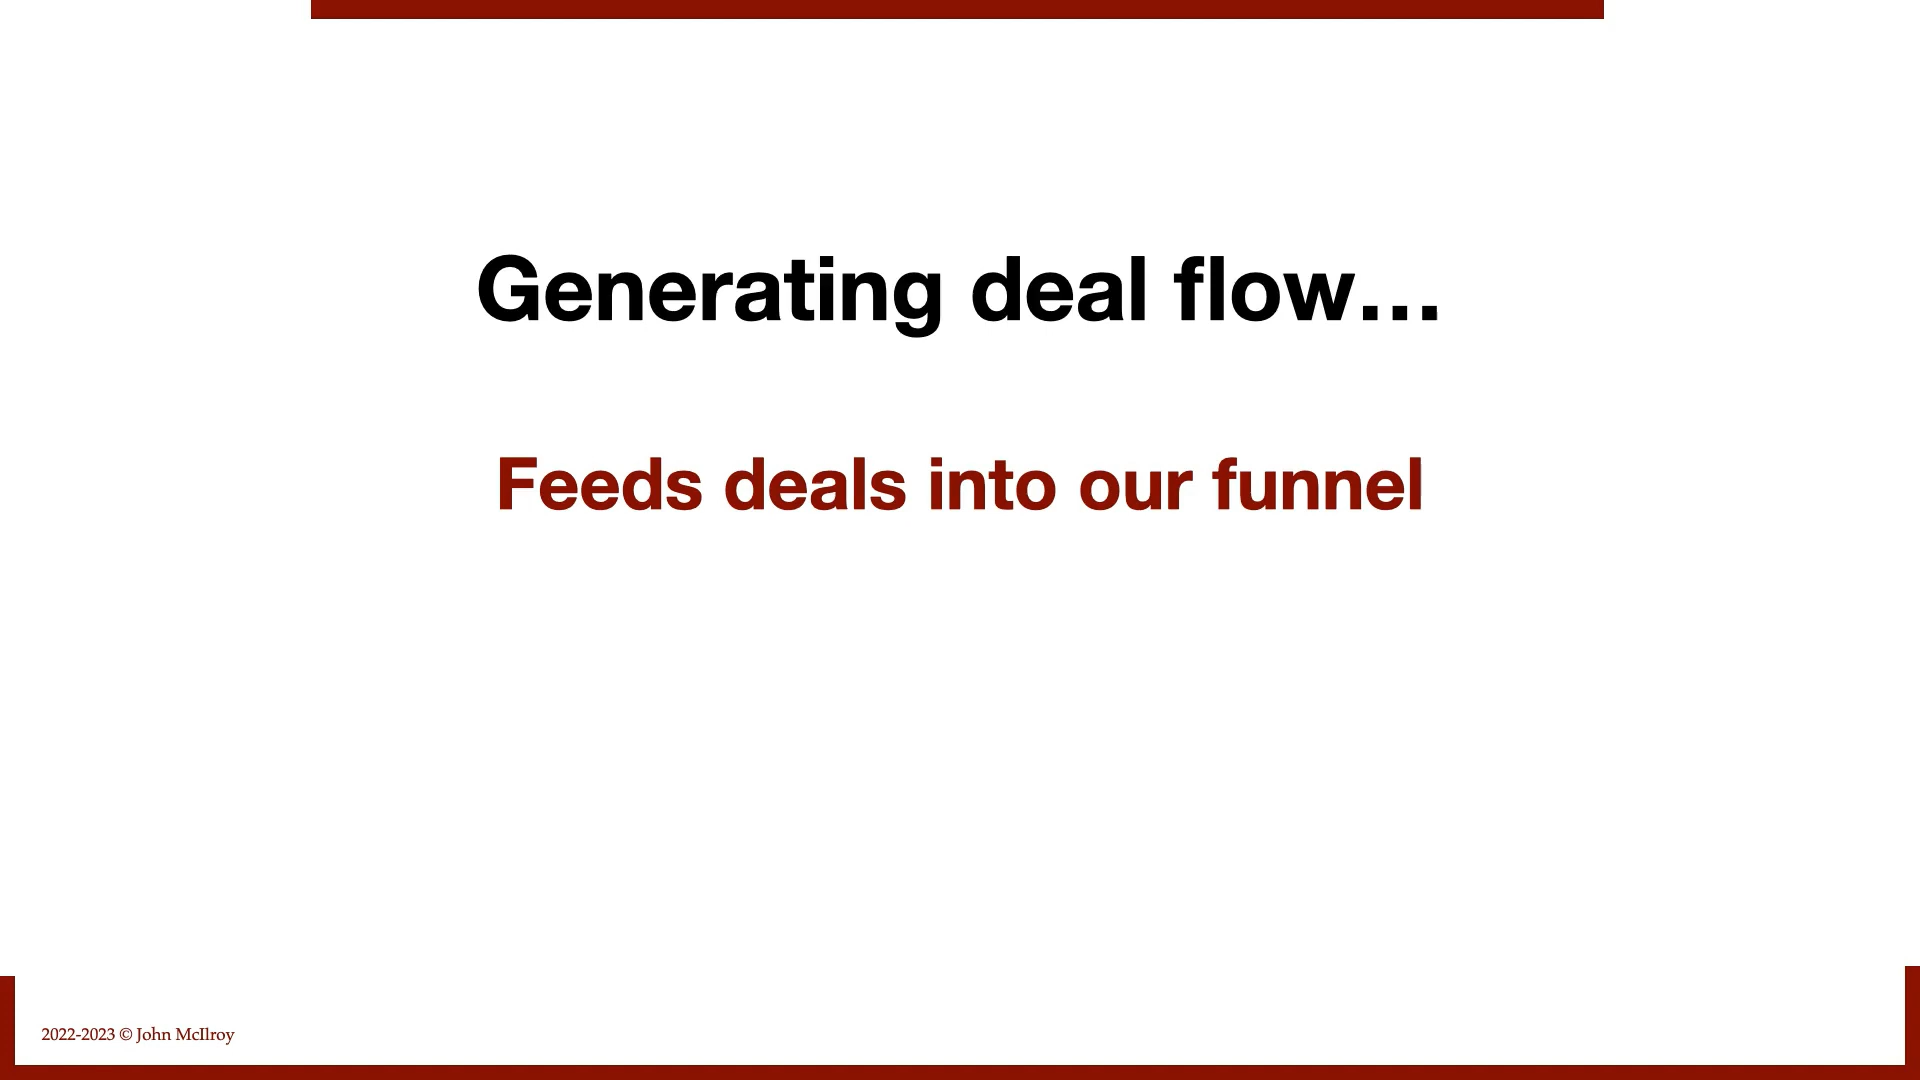 Generating deal flow…
Feeds deals into our funnel
2022-2023 © John McIlroy